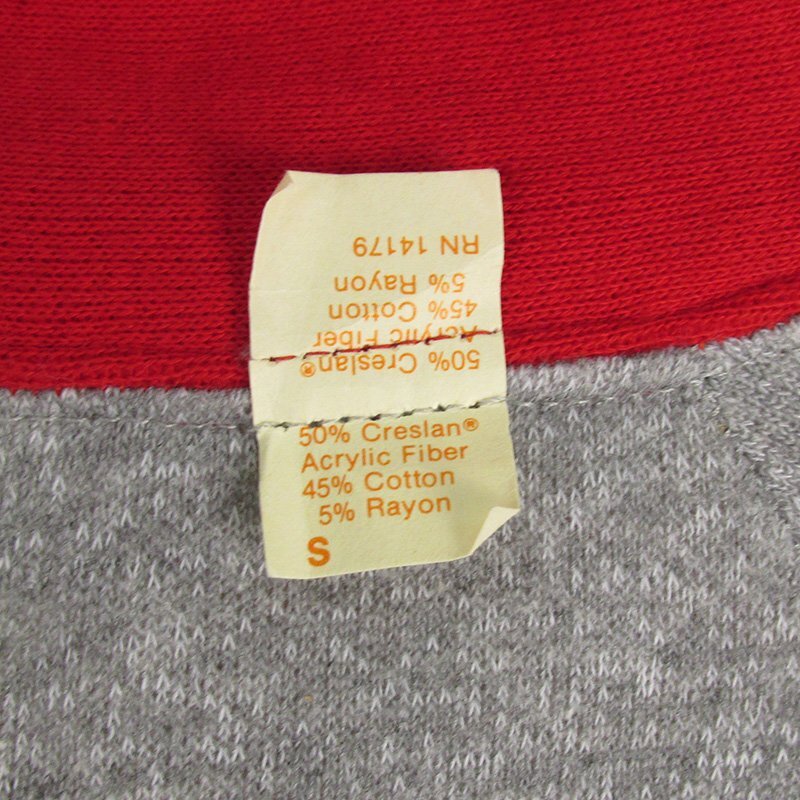 RN 14179
5% Rayon
45% Cotton
Acrylic Fiber
50% Creslan®
50% Creslan®
Acrylic Fiber
45% Cotton
5% Rayon
S